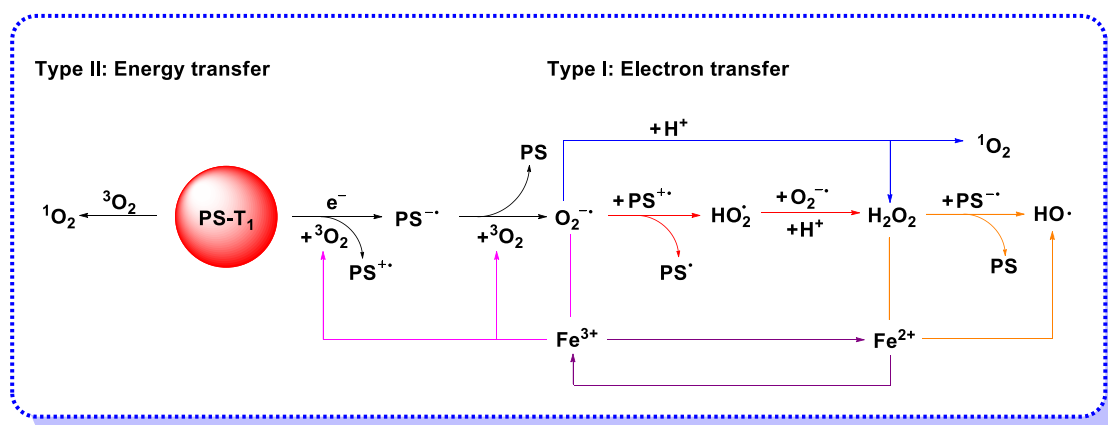 Type II: Energy transfer
Type I: Electron transfer
+H⁺
¹O₂
PS
¹O₂
³O₂
PS-T₁
e⁻
+³O₂
PS⁺•
PS⁻•
+³O₂
O₂⁻•
+PS⁺•
PS•
HO₂•
+O₂⁻•
+H⁺
H₂O₂
+PS⁻•
PS
HO•
Fe³⁺
Fe²⁺